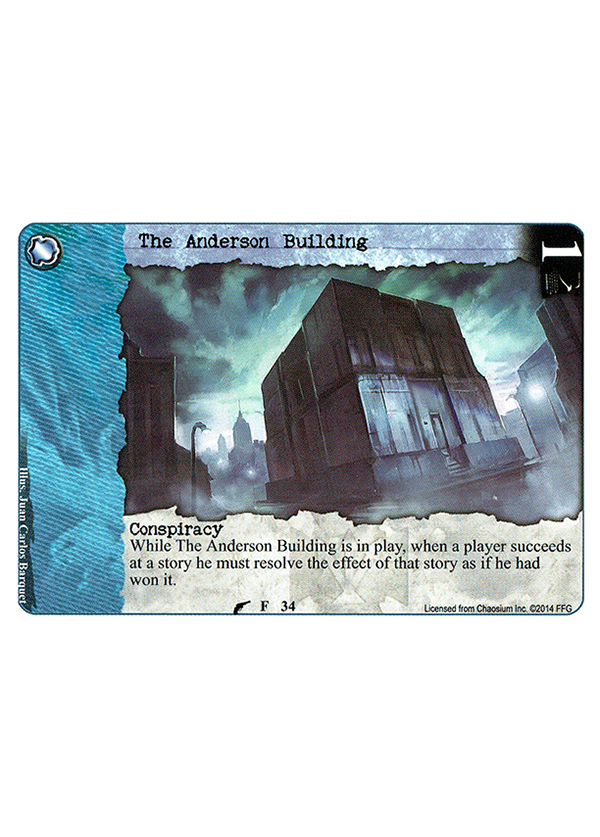 The Anderson Building
1
Conspiracy
While The Anderson Building is in play, when a player succeeds
at a story he must resolve the effect of that story as if he had
won it.
Illus. Juan Carlos Barquet
F 34
Licensed from Chaosium Inc. ©2014 FFG